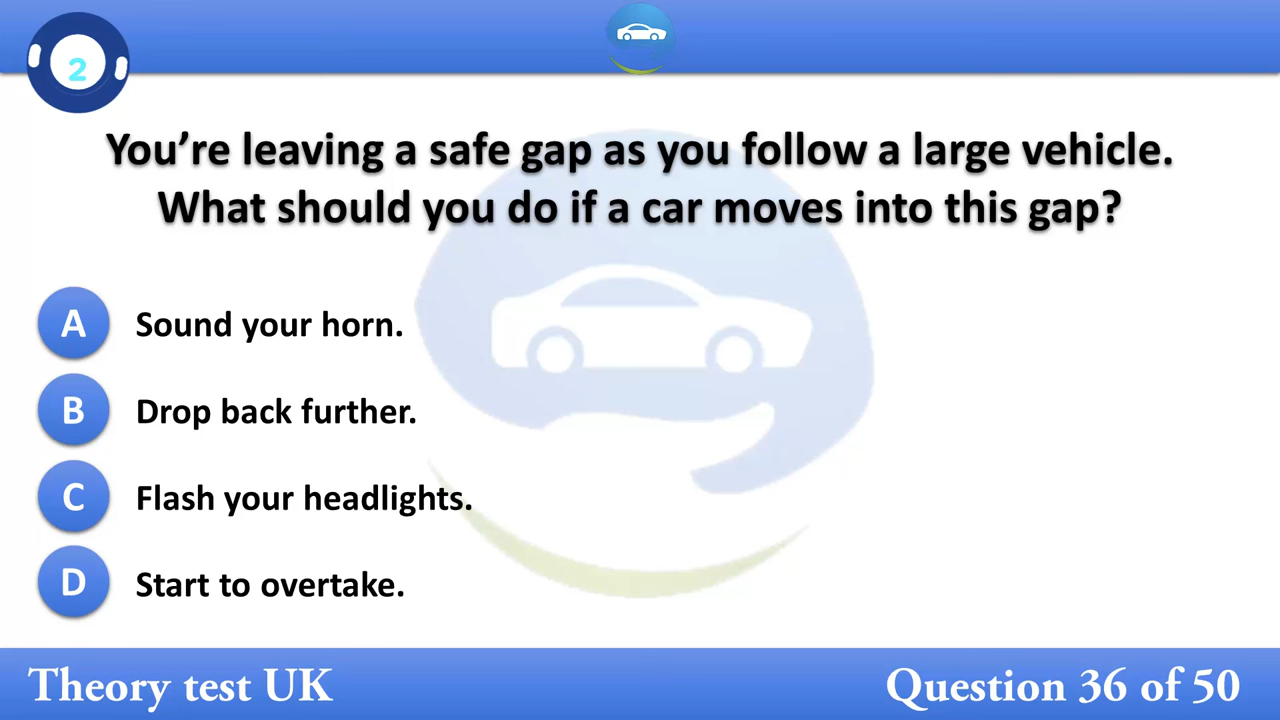 2
You’re leaving a safe gap as you follow a large vehicle.
What should you do if a car moves into this gap?
A Sound your horn.
B Drop back further.
C Flash your headlights.
D Start to overtake.
Theory test UK Question 36 of 50